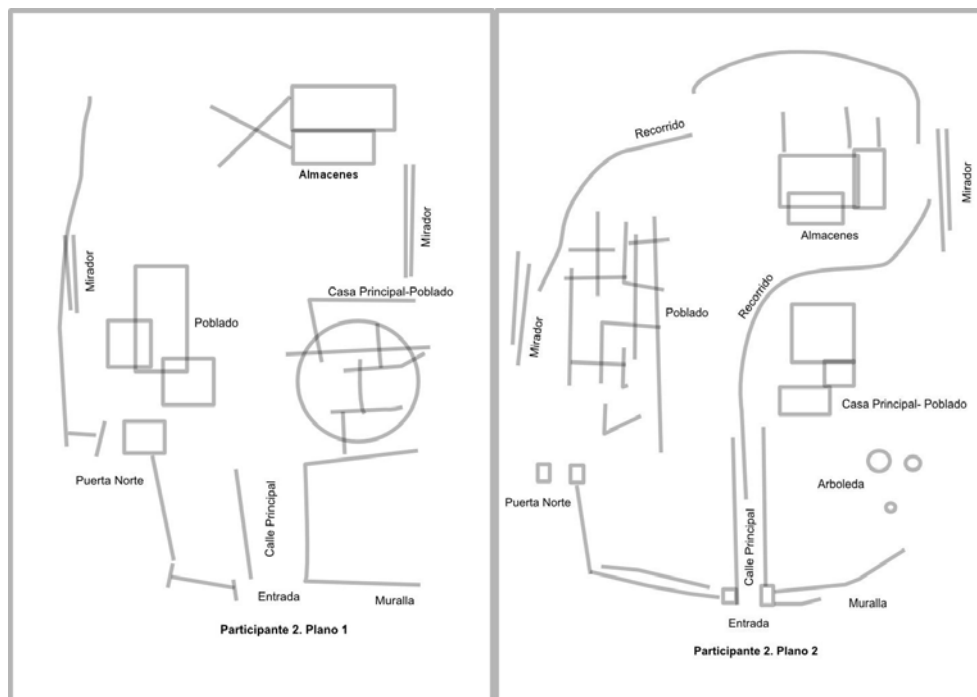 Almacenes
Mirador
Mirador
Casa Principal-Poblado
Poblado
Puerta Norte
Calle Principal
Entrada
Muralla
Participante 2. Plano 1
Recorrido
Mirador
Almacenes
Recorrido
Poblado
Mirador
Casa Principal- Poblado
Arboleda
Puerta Norte
Calle Principal
Muralla
Entrada
Participante 2. Plano 2